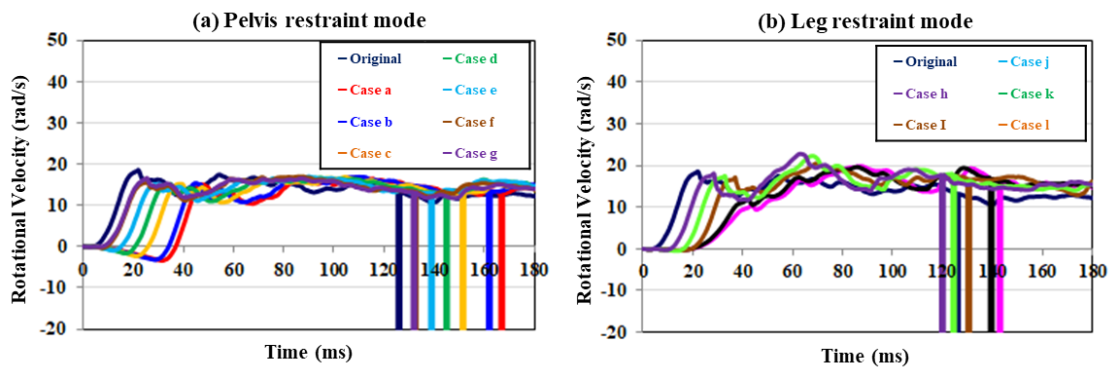 (a) Pelvis restraint mode
50
40
30
20
10
0
-10
-20
Rotational Velocity (rad/s)
Original
Case d
Case a
Case e
Case b
Case f
Case c
Case g
0 20 40 60 80 100 120 140 160 180
Time (ms)
(b) Leg restraint mode
50
40
30
20
10
0
-10
-20
Rotational Velocity (rad/s)
Original
Case j
Case h
Case k
Case I
Case l
0 20 40 60 80 100 120 140 160 180
Time (ms)